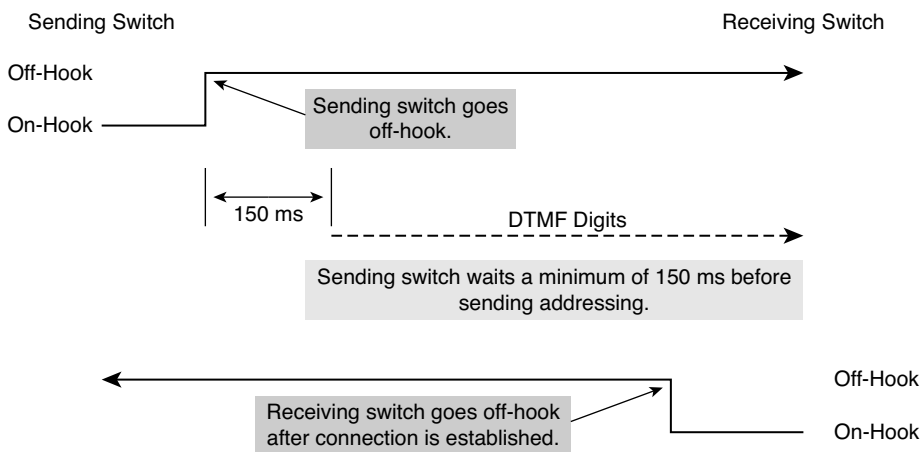 Sending Switch
Receiving Switch
Off-Hook
On-Hook
Sending switch goes
off-hook.
150 ms
DTMF Digits
Sending switch waits a minimum of 150 ms before
sending addressing.
Off-Hook
Receiving switch goes off-hook
after connection is established.
On-Hook